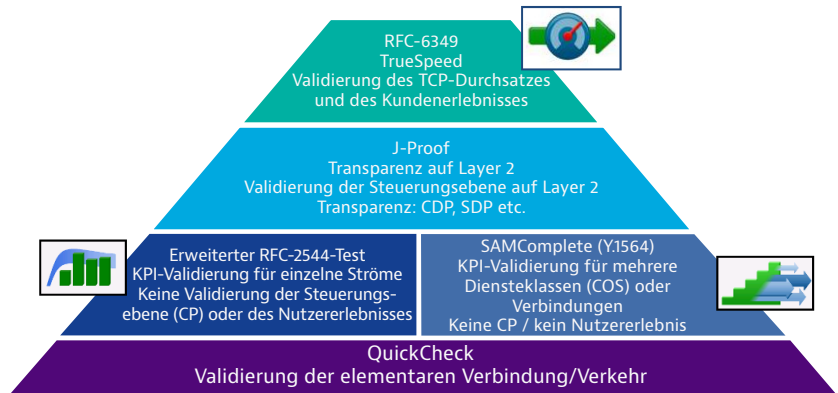 RFC-6349
TrueSpeed
Validierung des TCP-Durchsatzes
und des Kundenerlebnisses
J-Proof
Transparenz auf Layer 2
Validierung der Steuerungsebene auf Layer 2
Transparenz: CDP, SDP etc.
Erweiterter RFC-2544-Test
KPI-Validierung für einzelne Ströme
Keine Validierung der Steuerungs-
ebene (CP) oder des Nutzererlebnisses
SAMComplete (Y.1564)
KPI-Validierung für mehrere
Diensteklassen (COS) oder
Verbindungen
Keine CP / kein Nutzererlebnis
QuickCheck
Validierung der elementaren Verbindung/Verkehr